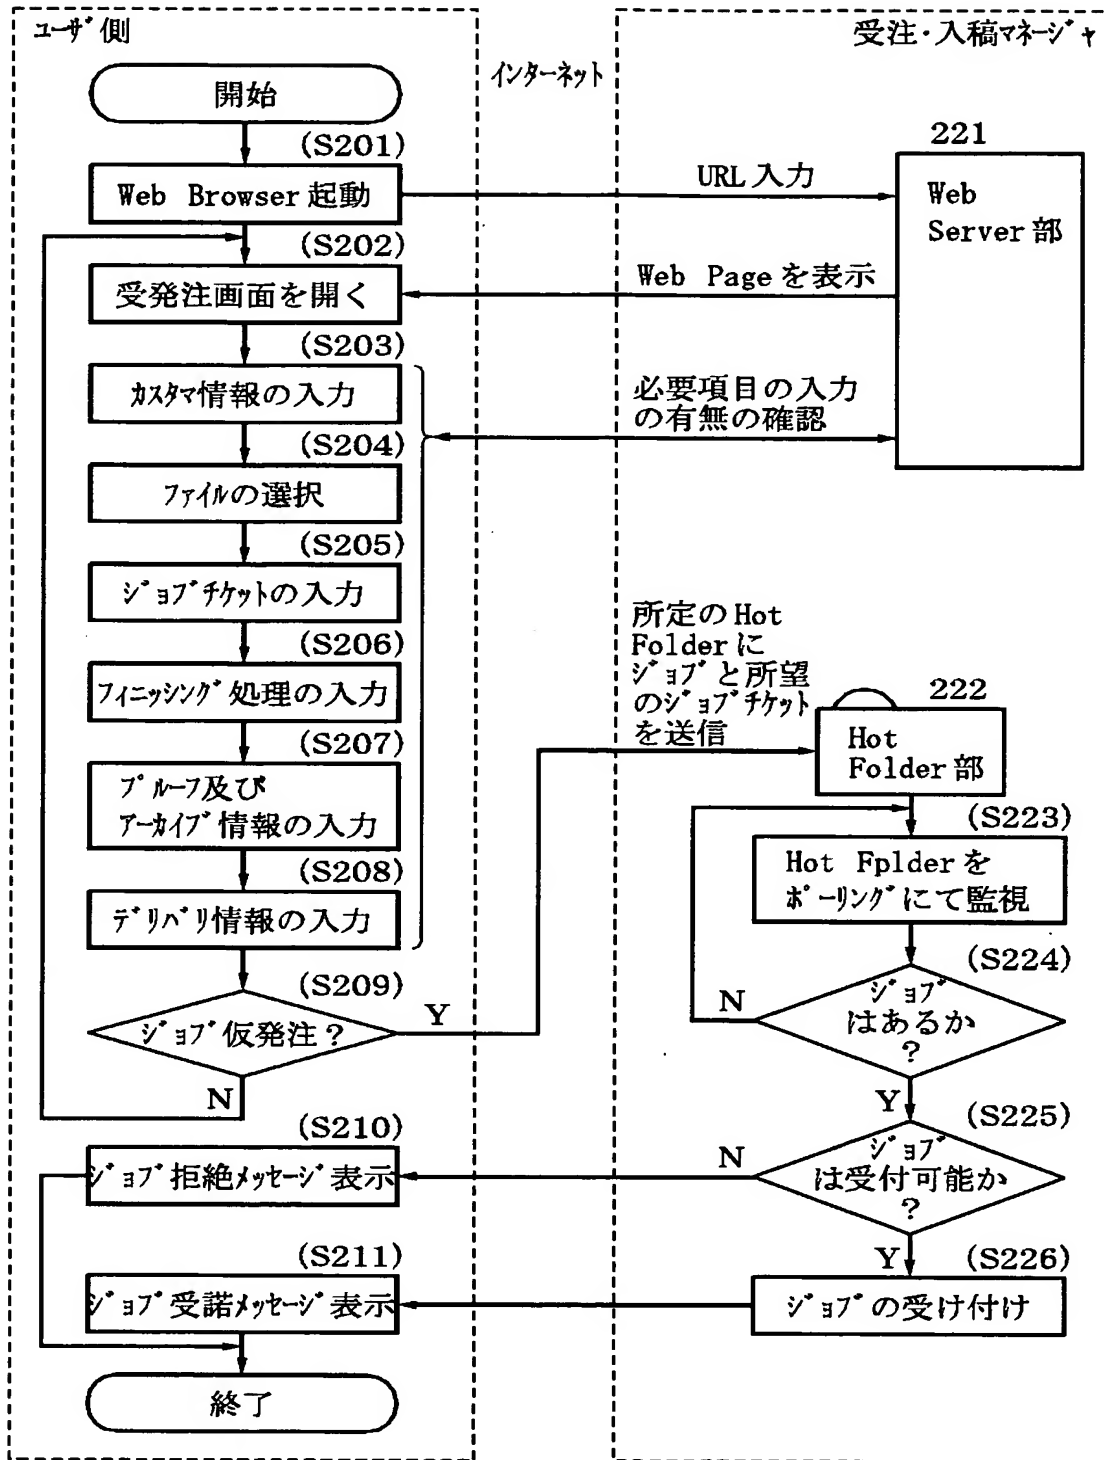 ユーザ側
開始
(S201)
Web Browser 起動
(S202)
受発注画面を開く
(S203)
カスタマ情報の入力
(S204)
ファイルの選択
(S205)
ジョブチケットの入力
(S206)
フィニッシング処理の入力
(S207)
プルーフ及び
アーカイブ情報の入力
(S208)
デリバリ情報の入力
(S209)
ジョブ仮発注?
Y
N
(S210)
ジョブ拒絶メッセージ表示
(S211)
ジョブ受諾メッセージ表示
終了
インターネット
受注・入稿マネージャ
URL入力
221
Web
Server部
Web Pageを表示
必要項目の入力
の有無の確認
所定のHot
Folderに
ジョブと所望
のジョブチケット
を送信
222
Hot
Folder部
(S223)
Hot Fplderを
ポーリングにて監視
(S224)
ジョブ
はあるか
?
N
Y
(S225)
ジョブ
は受付可能か
?
N
Y
(S226)
ジョブの受け付け